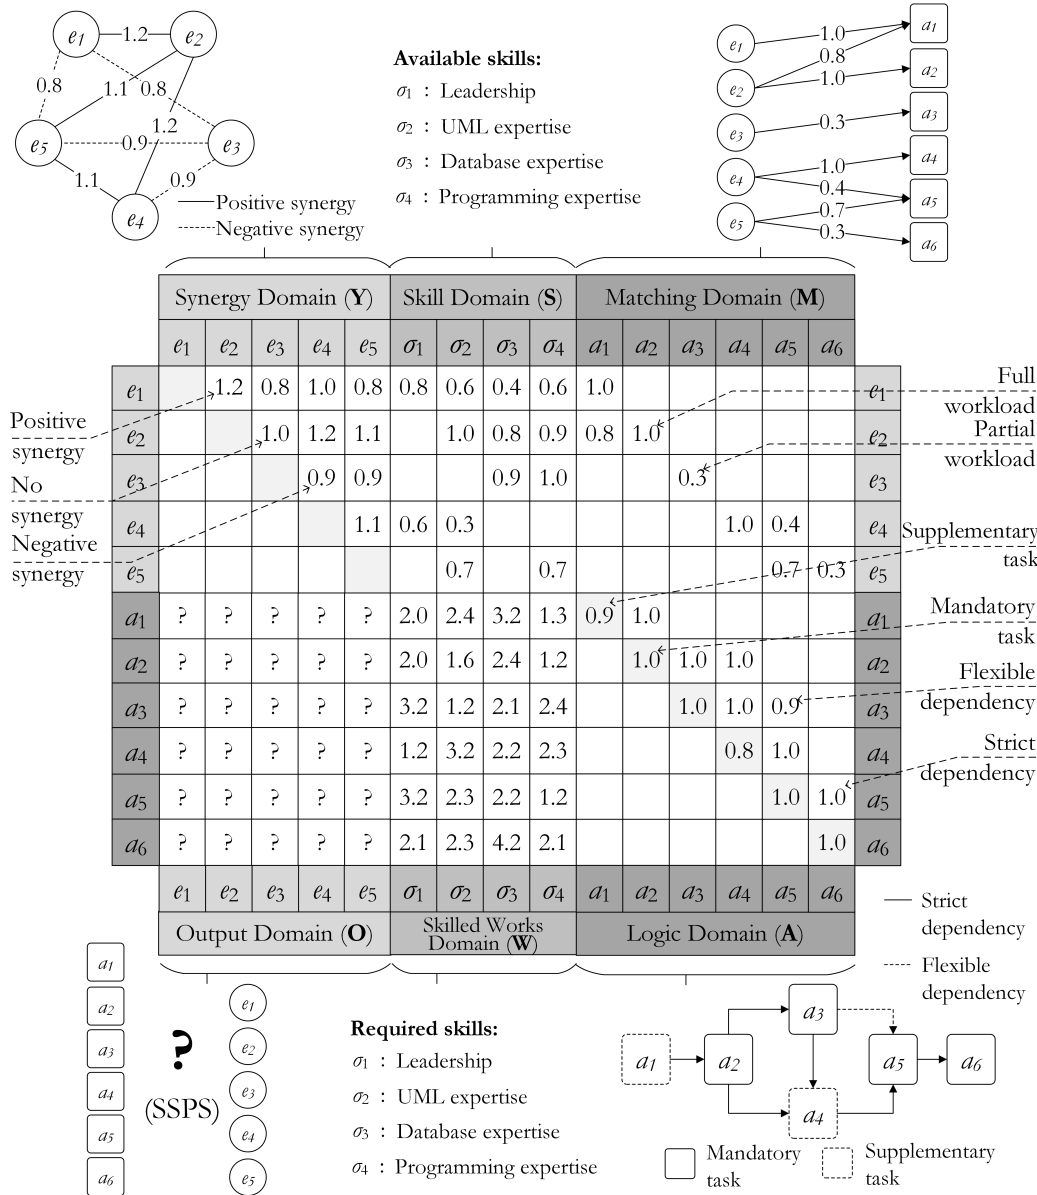 e1 1.2 e2
0.8 1.1 0.8
1.2
e5 0.9 e3
1.1 0.9
e4
Positive synergy
Negative synergy
Available skills:
σ1 : Leadership
σ2 : UML expertise
σ3 : Database expertise
σ4 : Programming expertise
e1 1.0 a1
0.8
e2 1.0 a2
e3 0.3 a3
e4 1.0 a4
0.4
0.7 a5
e5 0.3 a6
Synergy Domain (Y) Skill Domain (S) Matching Domain (M)
e1 e2 e3 e4 e5 σ1 σ2 σ3 σ4 a1 a2 a3 a4 a5 a6
e1 1.2 0.8 1.0 0.8 0.8 0.6 0.4 0.6 1.0 e1
e2 1.0 1.2 1.1 1.0 0.8 0.9 0.8 1.0 e2
e3 0.9 0.9 0.9 1.0 0.3 e3
e4 1.1 0.6 0.3 1.0 0.4 e4
e5 0.7 0.7 0.7 0.3 e5
a1 ? ? ? ? ? 2.0 2.4 3.2 1.3 0.9 1.0 a1
a2 ? ? ? ? ? 2.0 1.6 2.4 1.2 1.0 1.0 1.0 a2
a3 ? ? ? ? ? 3.2 1.2 2.1 2.4 1.0 1.0 0.9 a3
a4 ? ? ? ? ? 1.2 3.2 2.2 2.3 0.8 1.0 a4
a5 ? ? ? ? ? 3.2 2.3 2.2 1.2 1.0 1.0 a5
a6 ? ? ? ? ? 2.1 2.3 4.2 2.1 1.0 a6
e1 e2 e3 e4 e5 σ1 σ2 σ3 σ4 a1 a2 a3 a4 a5 a6
Output Domain (O) Skilled Works Logic Domain (A)
Domain (W)
Positive
synergy
No
synergy
Negative
synergy
Full
workload
Partial
workload
Supplementary
task
Mandatory
task
Flexible
dependency
Strict
dependency
Strict
dependency
Flexible
dependency
a1
a2
a3
a4
a5
a6
?
(SSPS)
e1
e2
e3
e4
e5
Required skills:
σ1 : Leadership
σ2 : UML expertise
σ3 : Database expertise
σ4 : Programming expertise
a3
a1 a2 a5 a6
a4
Mandatory
task
Supplementary
task